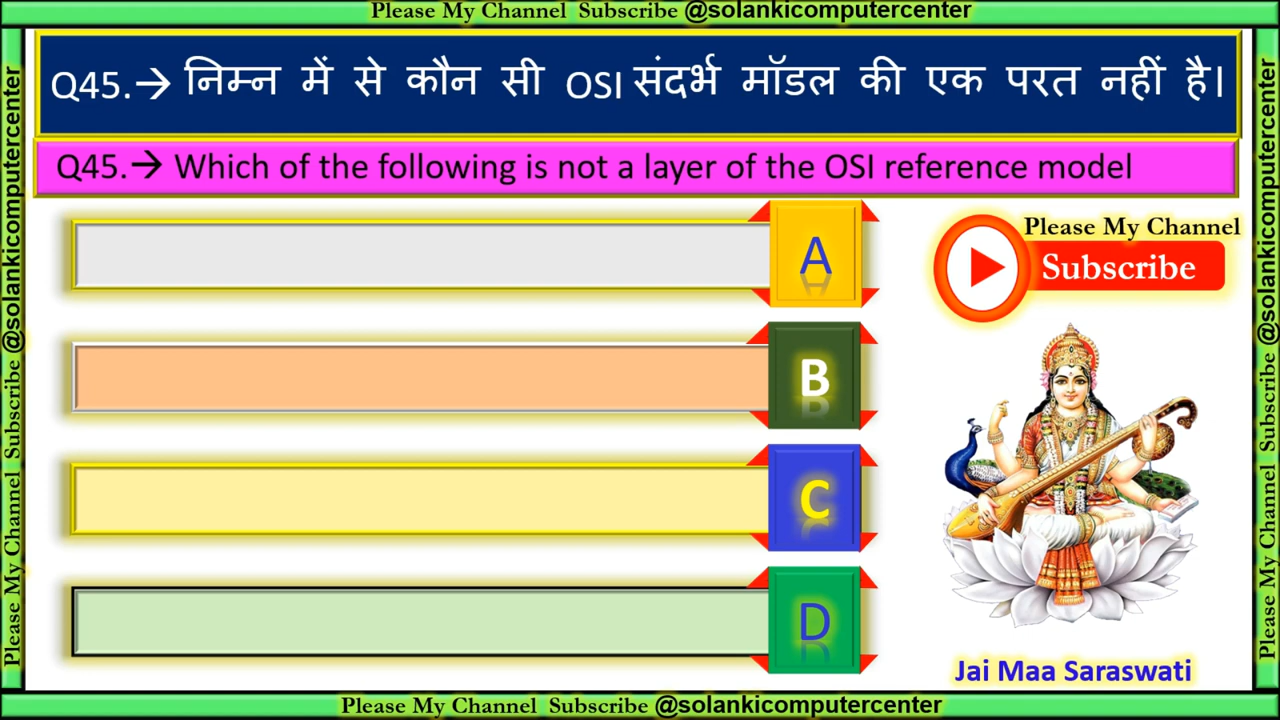 Please My Channel Subscribe @solankicomputercenter
Q45.→ निम्न में से कौन सी OSI संदर्भ मॉडल की एक परत नहीं है।
Q45.→ Which of the following is not a layer of the OSI reference model
A
Please My Channel
Subscribe
B
C
D
Jai Maa Saraswati
Please My Channel Subscribe @solankicomputercenter
Please My Channel Subscribe @solankicomputercenter
Please My Channel Subscribe @solankicomputercenter